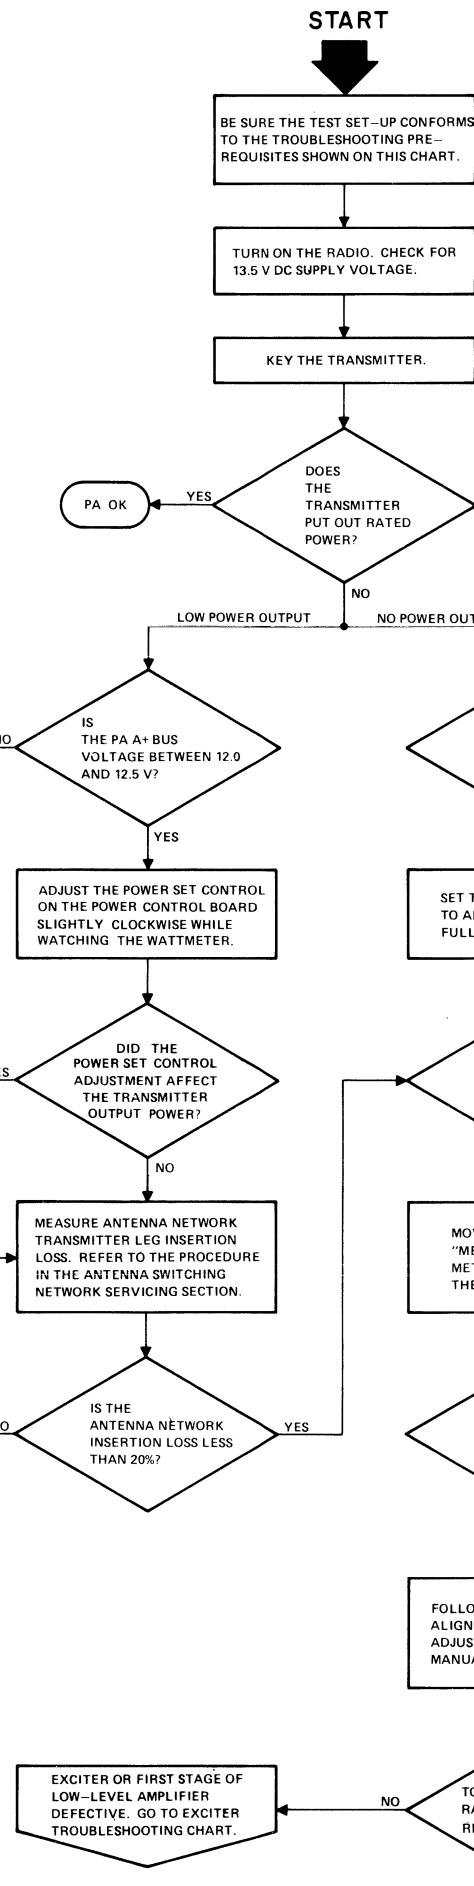 START
BE SURE THE TEST SET–UP CONFORMS
TO THE TROUBLESHOOTING PRE–
REQUISITES SHOWN ON THIS CHART.
TURN ON THE RADIO. CHECK FOR
13.5 V DC SUPPLY VOLTAGE.
KEY THE TRANSMITTER.
DOES
THE
TRANSMITTER
PUT OUT RATED
POWER?
YES
PA OK
NO
LOW POWER OUTPUT
NO POWER OUT
IS
THE PA A+ BUS
VOLTAGE BETWEEN 12.0
AND 12.5 V?
YES
ADJUST THE POWER SET CONTROL
ON THE POWER CONTROL BOARD
SLIGHTLY CLOCKWISE WHILE
WATCHING THE WATTMETER.
SET
FULL
DID THE
POWER SET CONTROL
ADJUSTMENT AFFECT
THE TRANSMITTER
OUTPUT POWER?
NO
MEASURE ANTENNA NETWORK
TRANSMITTER LEG INSERTION
LOSS. REFER TO THE PROCEDURE
IN THE ANTENNA SWITCHING
NETWORK SERVICING SECTION.
IS THE
ANTENNA NETWORK
INSERTION LOSS LESS
THAN 20%?
YES
ALIGN
EXCITER OR FIRST STAGE OF
LOW–LEVEL AMPLIFIER
DEFECTIVE. GO TO EXCITER
TROUBLESHOOTING CHART.
NO